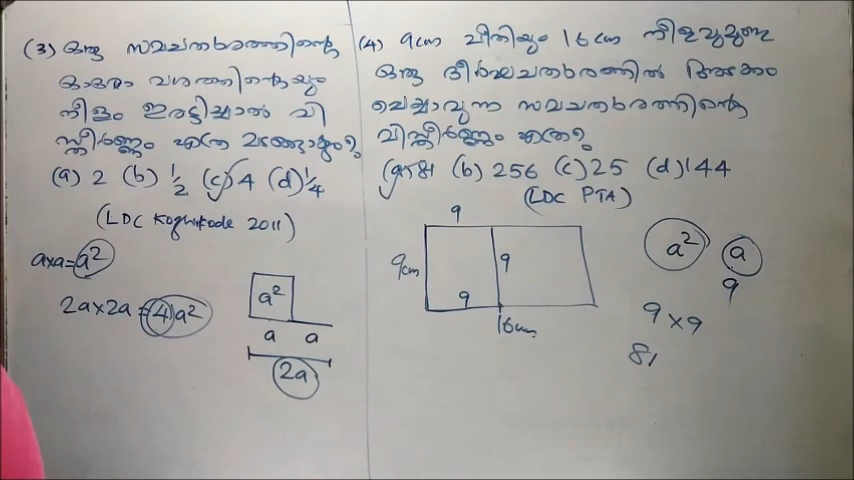 (3) ഒരു സമചതുരത്തിന്റെ
ഓരോ വശത്തിന്റെയും
നീളം ഇരട്ടിച്ചാൽ വി
സ്തീർണ്ണം എത്ര മടങ്ങാകും?
(a) 2 (b) 1/2 (c) 4 (d) 1/4
(LDC Kozhikode 2011)
a×a=a²
2a×2a=4a²
a²
a a
2a
(4) 9cm വീതിയും 16cm നീളവുമുള്ള
ഒരു ദീർഘചതുരത്തിൽ
സമചതുരത്തിന്റെ
വിസ്തീർണ്ണം എത്ര?
(a) 81 (b) 256 (c) 25 (d) 144
(LDC PTA)
9
9cm 9
9
16cm
a² a
9
9×9
81